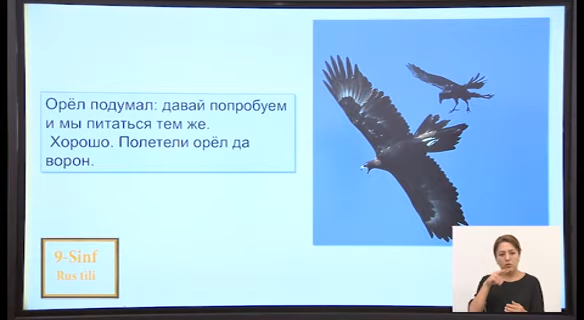 Орёл подумал: давай попробуем
и мы питаться тем же.
Хорошо. Полетели орёл да
ворон.
9-Sinf
Rus tili